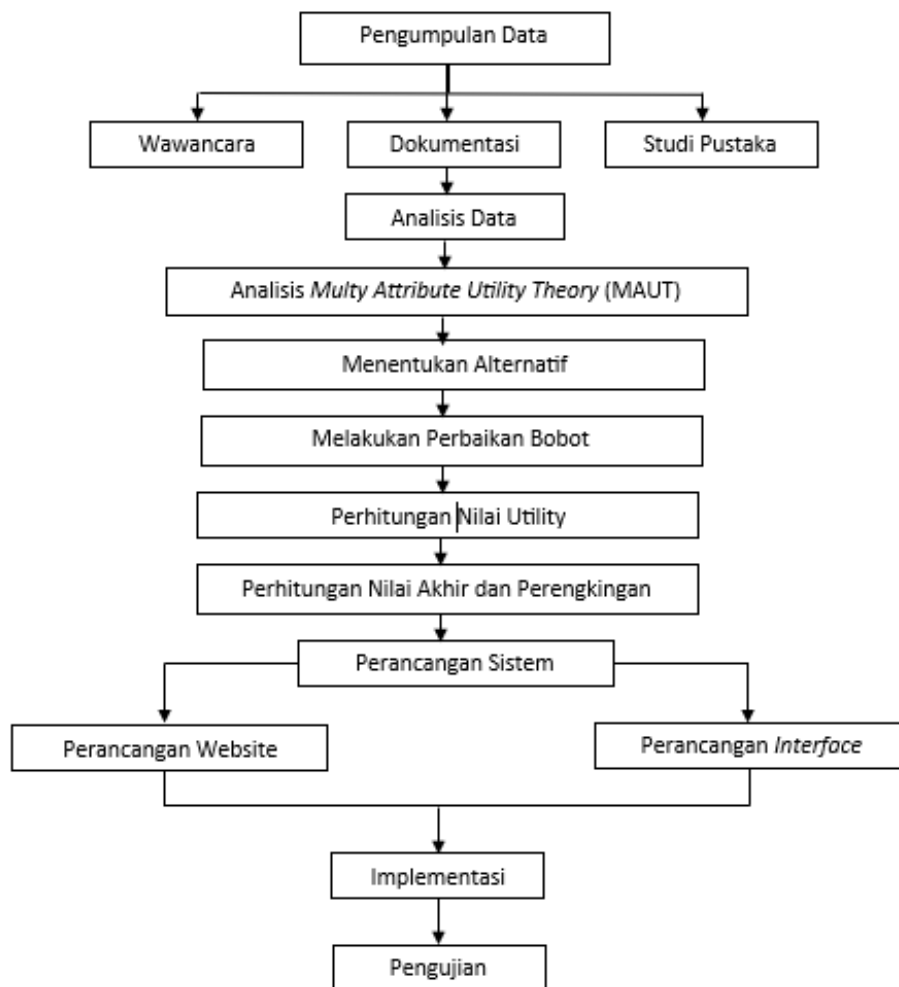 Pengumpulan Data
Wawancara
Dokumentasi
Studi Pustaka
Analisis Data
Analisis Multy Attribute Utility Theory (MAUT)
Menentukan Alternatif
Melakukan Perbaikan Bobot
Perhitungan Nilai Utility
Perhitungan Nilai Akhir dan Perengkingan
Perancangan Sistem
Perancangan Website
Perancangan Interface
Implementasi
Pengujian